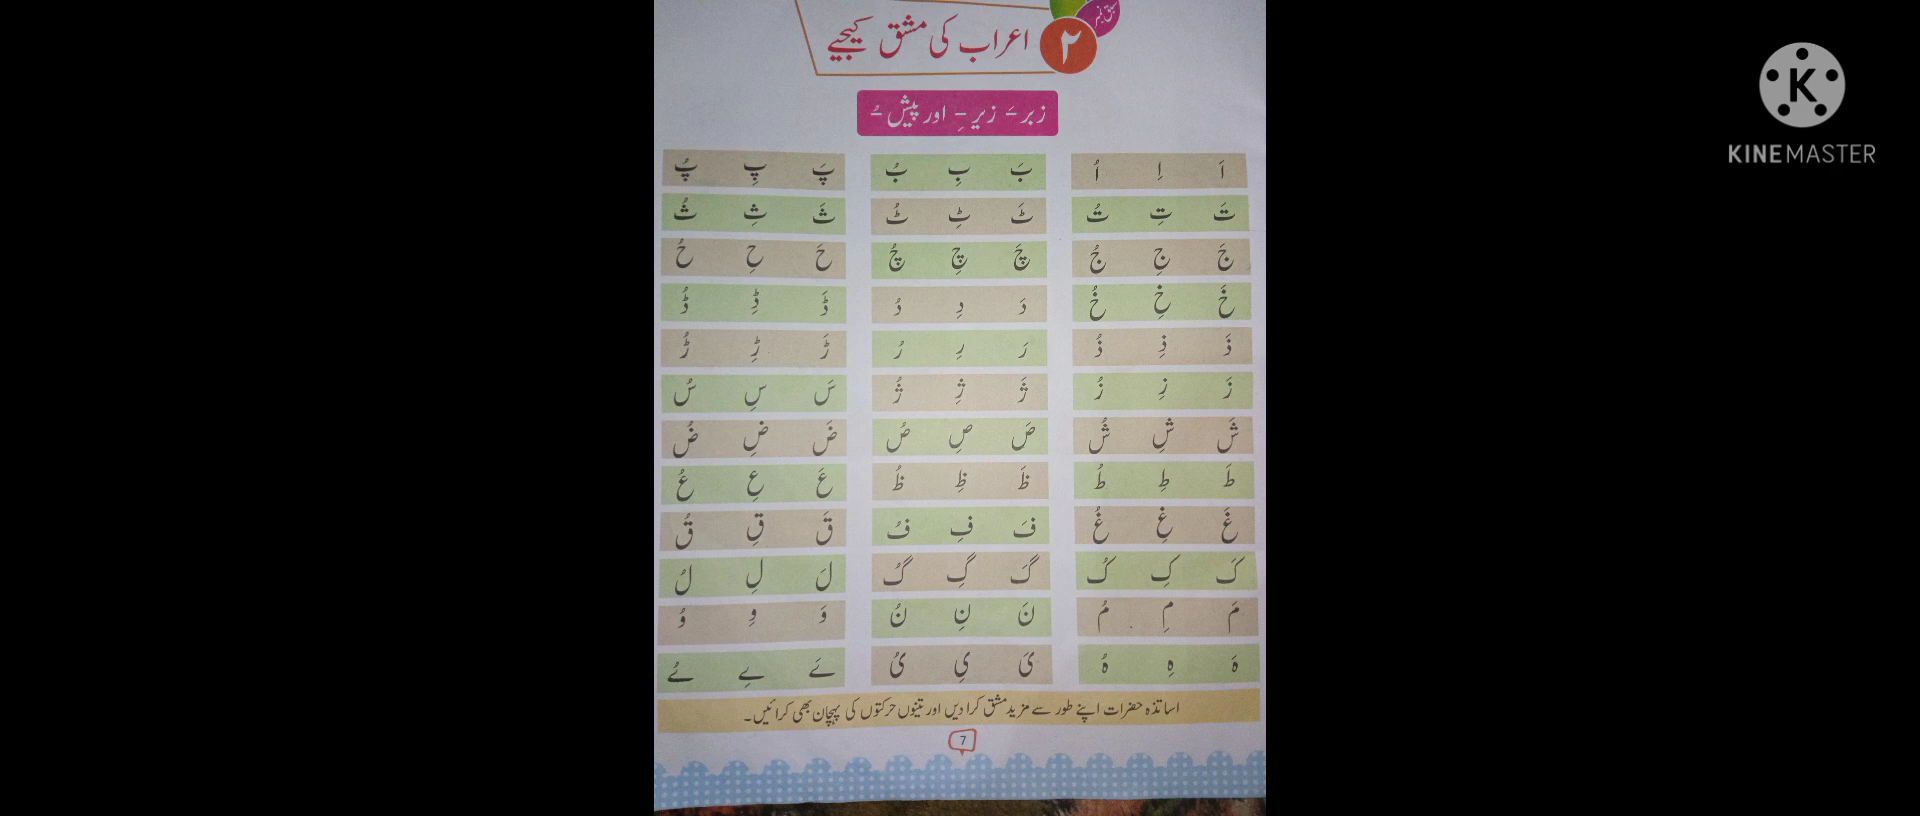 سبق نمبر
۲ اعراب کی مشق کیجیے
زبر ـَ زیر ـِ اور پیش ـُ
اَ اِ اُ بَ بِ بُ پَ پِ پُ
تَ تِ تُ ٹَ ٹِ ٹُ ثَ ثِ ثُ
جَ جِ جُ چَ چِ چُ حَ حِ حُ
خَ خِ خُ دَ دِ دُ ڈَ ڈِ ڈُ
ذَ ذِ ذُ رَ رِ رُ ڑَ ڑِ ڑُ
زَ زِ زُ ژَ ژِ ژُ سَ سِ سُ
شَ شِ شُ صَ صِ صُ ضَ ضِ ضُ
طَ طِ طُ ظَ ظِ ظُ عَ عِ عُ
غَ غِ غُ فَ فِ فُ قَ قِ قُ
کَ کِ کُ گَ گِ گُ لَ لِ لُ
مَ مِ مُ نَ نِ نُ وَ وِ وُ
ہَ ہِ ہُ یَ یِ یُ ےَ ےِ ےُ
اساتذہ حضرات اپنے طور سے مزید مشق کرا دیں اور تینوں حرکتوں کی پہچان بھی کرائیں۔
7
K
KINEMASTER